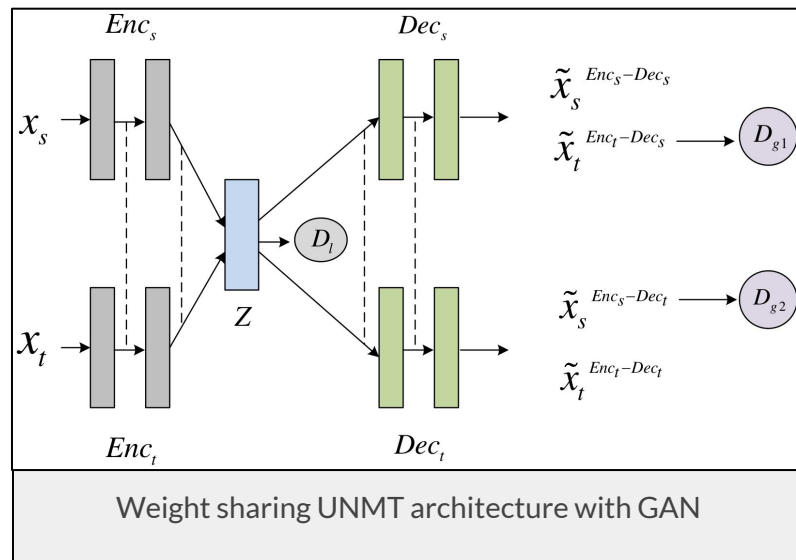 Enc_s
Dec_s
x_s
x̃_s^{Enc_s–Dec_s}
x̃_t^{Enc_t–Dec_s}
D_{g1}
D_l
Z
x_t
x̃_s^{Enc_s–Dec_t}
D_{g2}
x̃_t^{Enc_t–Dec_t}
Enc_t
Dec_t
Weight sharing UNMT architecture with GAN